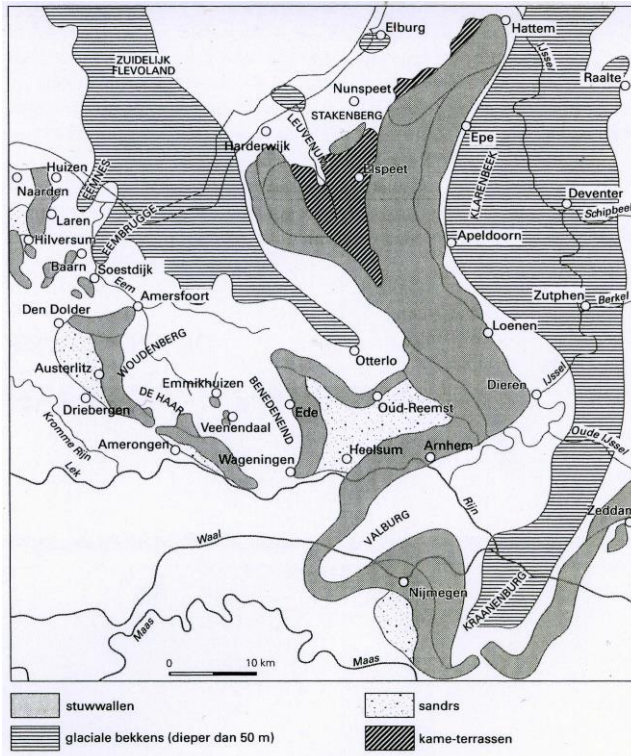 Elburg
Hattem
IJssel
ZUIDELIJK
FLEVOLAND
Raalte
Nunspeet
STAKENBERG
LEUVENUM
Harderwijk
Epe
Elspeet
KLARENBEEK
Huizen
Naarden
EEMNES
Laren
EEMBRUGGE
Hilversum
Baarn
Soestdijk
Eem
Deventer
Schipbeek
Apeldoorn
Amersfoort
Den Dolder
Zutphen
Berkel
Loenen
WOUDENBERG
Otterlo
Austerlitz
Emmikhuizen
BENEDENEIND
Dieren
IJssel
DE HAAR
Ede
Oud-Reemst
Driebergen
Veenendaal
Kromme Rijn
Amerongen
Wageningen
Heelsum
Arnhem
Oude IJssel
Lek
Rijn
Zeddam
VALBURG
Waal
Nijmegen
KRAANENBURG
Maas
Maas
0 10 km
stuwwallen
sandrs
glaciale bekkens (dieper dan 50 m)
kame-terrassen